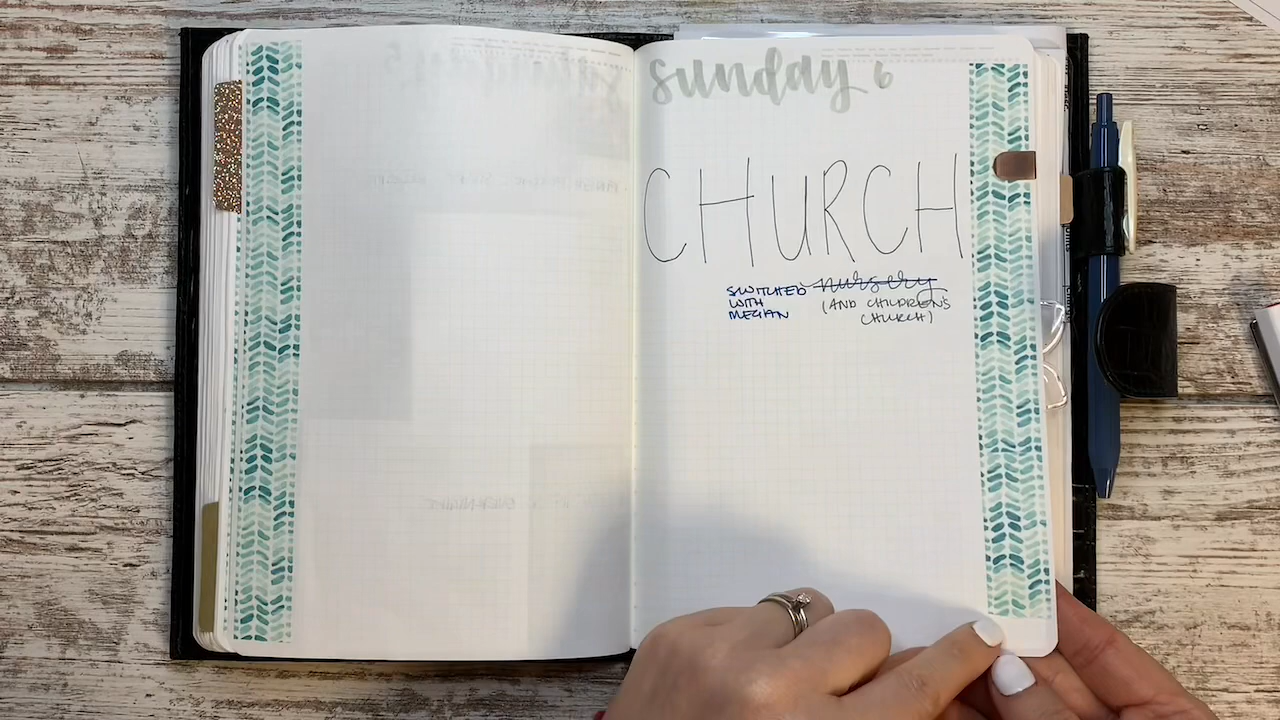 Sunday 6
CHURCH
SWITCHED nursery
WITH (AND CHILDREN'S
MEGAN CHURCH)